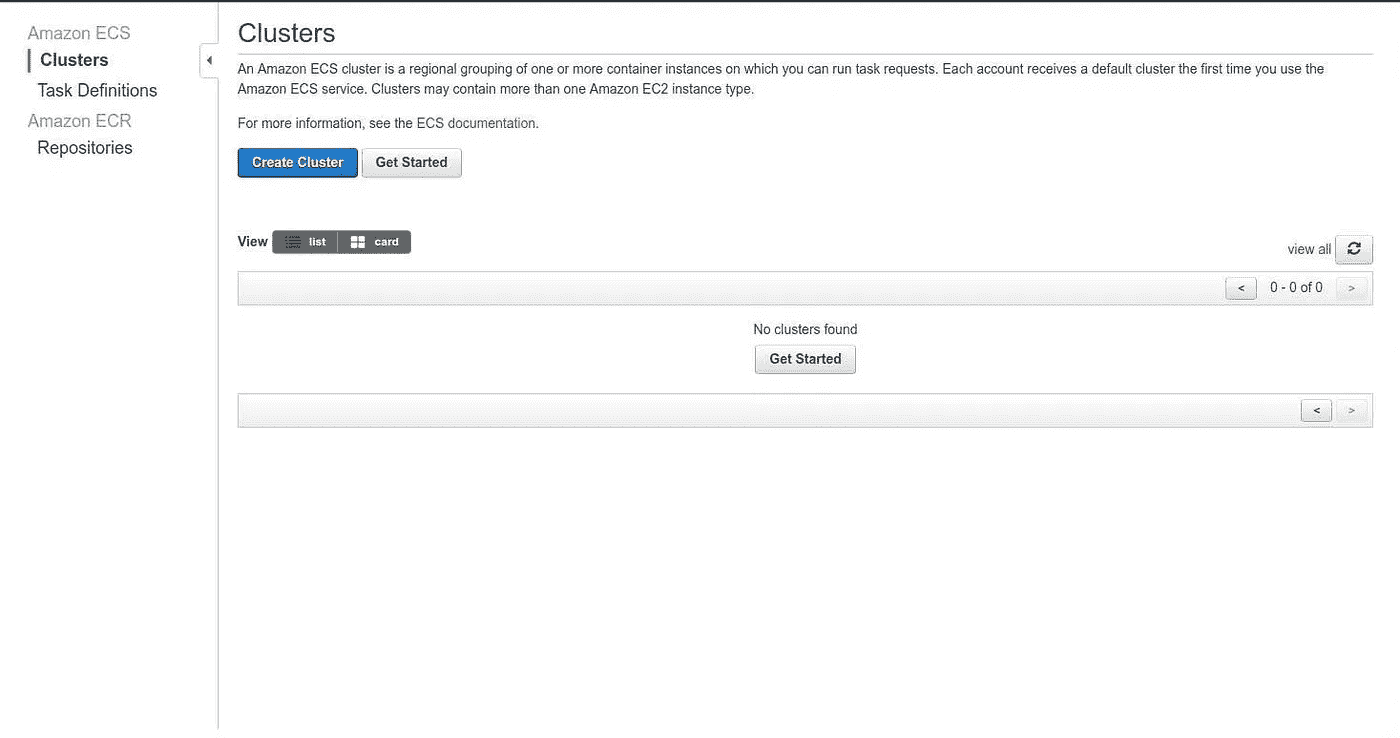 Amazon ECS
Clusters
Task Definitions
Amazon ECR
Repositories
Clusters
An Amazon ECS cluster is a regional grouping of one or more container instances on which you can run task requests. Each account receives a default cluster the first time you use the
Amazon ECS service. Clusters may contain more than one Amazon EC2 instance type.
For more information, see the ECS documentation.
Create Cluster Get Started
View list card
view all
< 0 - 0 of 0 >
No clusters found
Get Started
< >